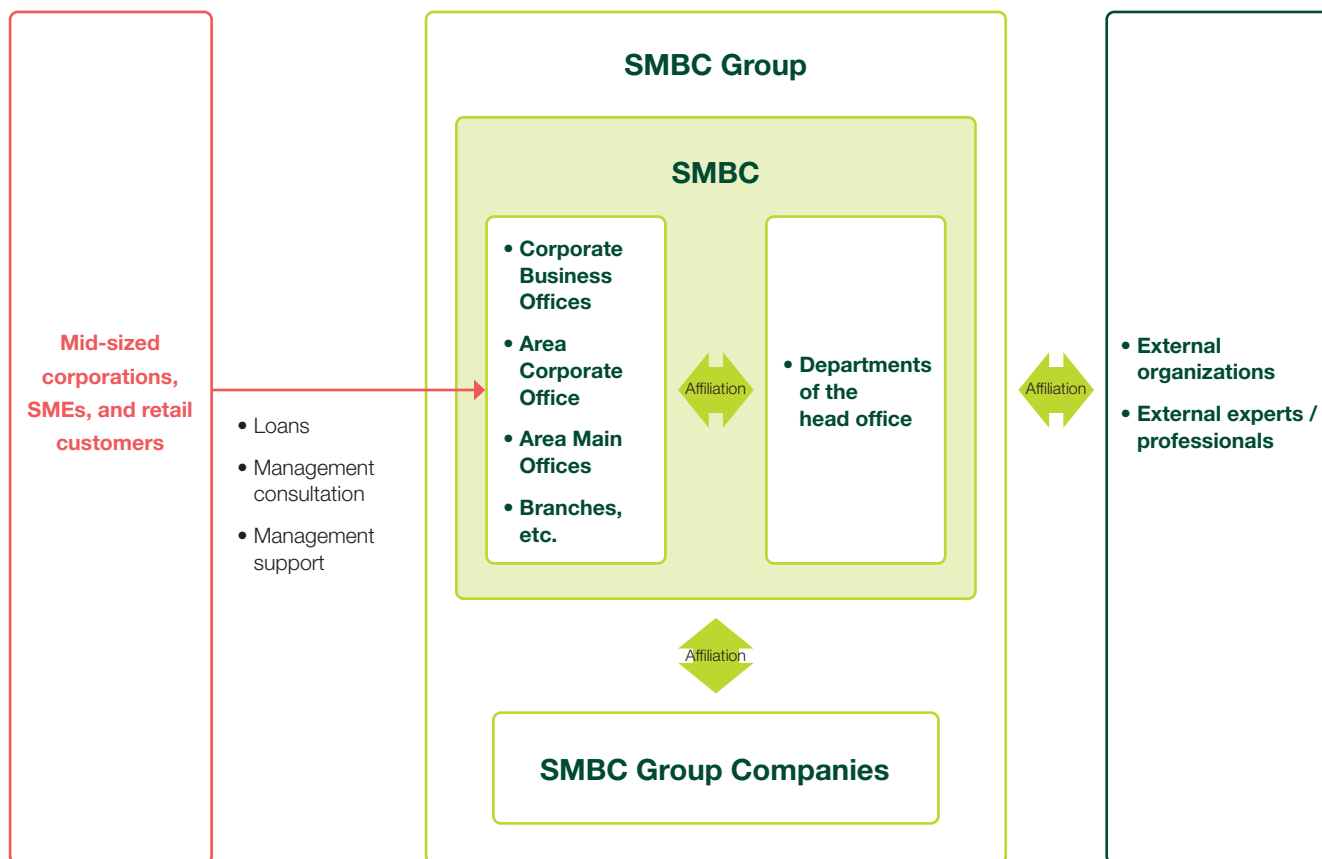 Mid-sized
corporations,
SMEs, and retail
customers
• Loans
• Management
consultation
• Management
support
SMBC Group
SMBC
• Corporate
Business
Offices
• Area
Corporate
Office
• Area Main
Offices
• Branches,
etc.
Affiliation
• Departments
of the
head office
Affiliation
SMBC Group Companies
Affiliation
• External
organizations
• External experts /
professionals